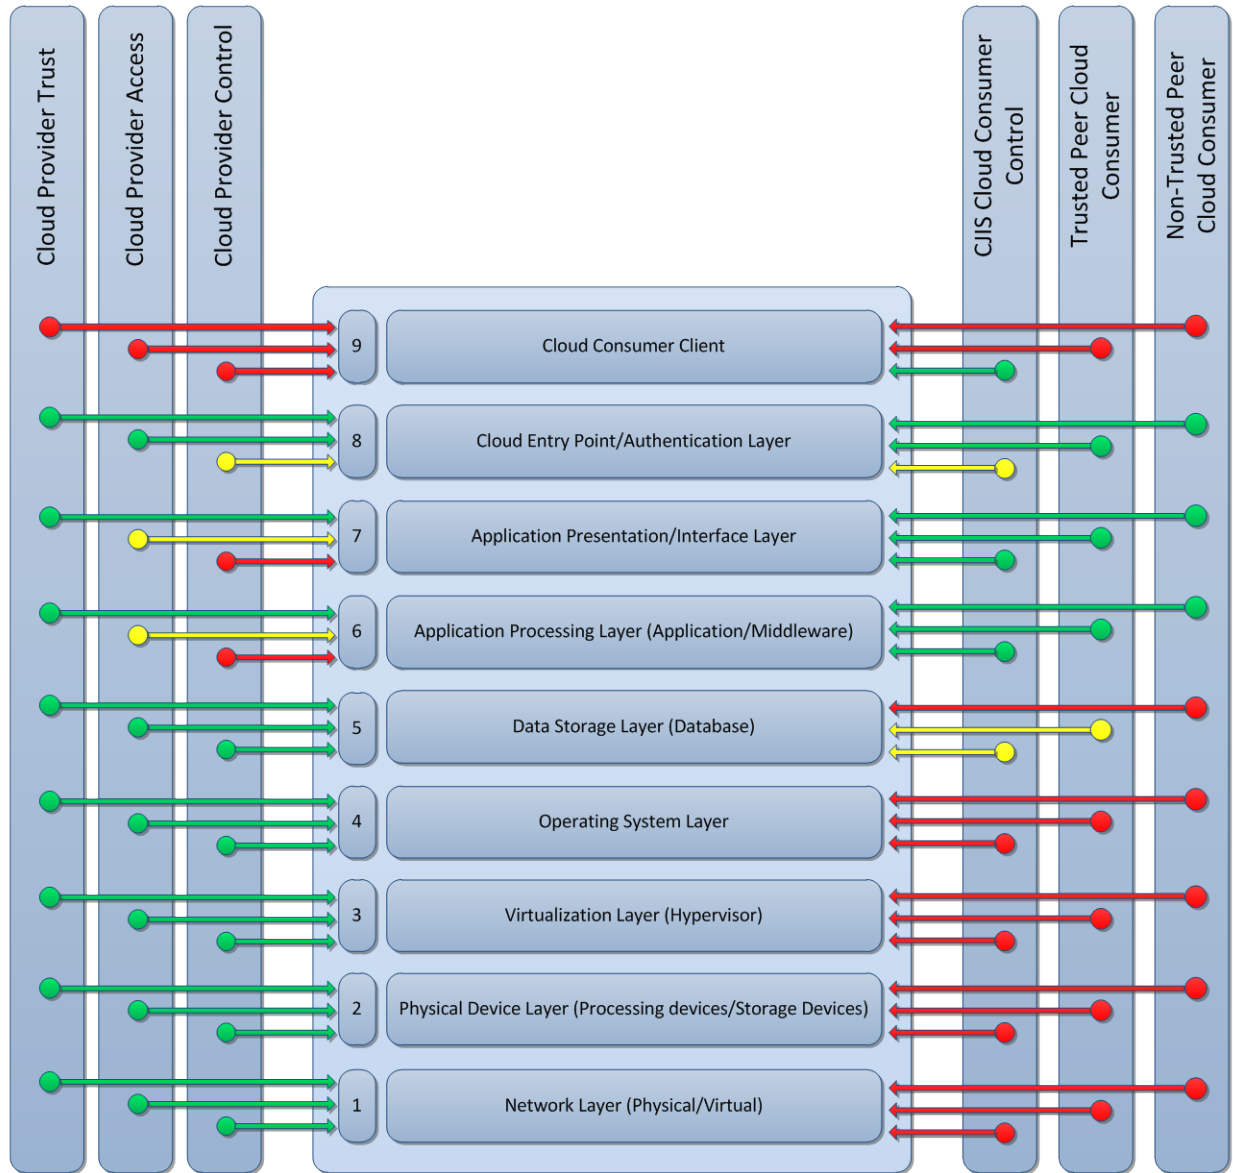 Cloud Provider Trust
Cloud Provider Access
Cloud Provider Control
CJIS Cloud Consumer
Control
Trusted Peer Cloud
Consumer
Non-Trusted Peer
Cloud Consumer
9
Cloud Consumer Client
8
Cloud Entry Point/Authentication Layer
7
Application Presentation/Interface Layer
6
Application Processing Layer (Application/Middleware)
5
Data Storage Layer (Database)
4
Operating System Layer
3
Virtualization Layer (Hypervisor)
2
Physical Device Layer (Processing devices/Storage Devices)
1
Network Layer (Physical/Virtual)